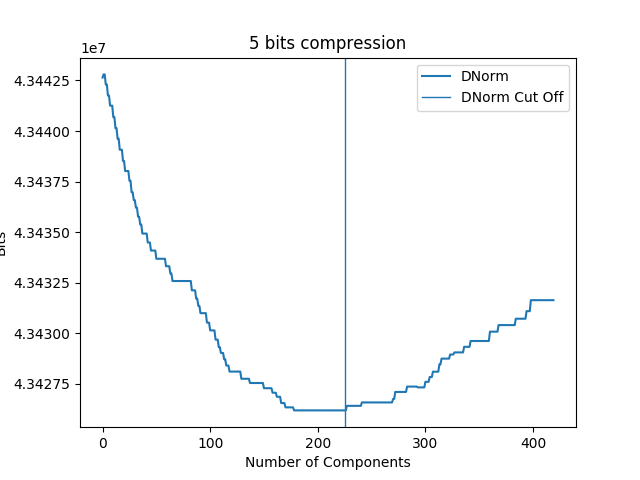 5 bits compression
1e7
4.34425
4.34400
4.34375
4.34350
4.34325
4.34300
4.34275
Bits
DNorm
DNorm Cut Off
0 100 200 300 400
Number of Components